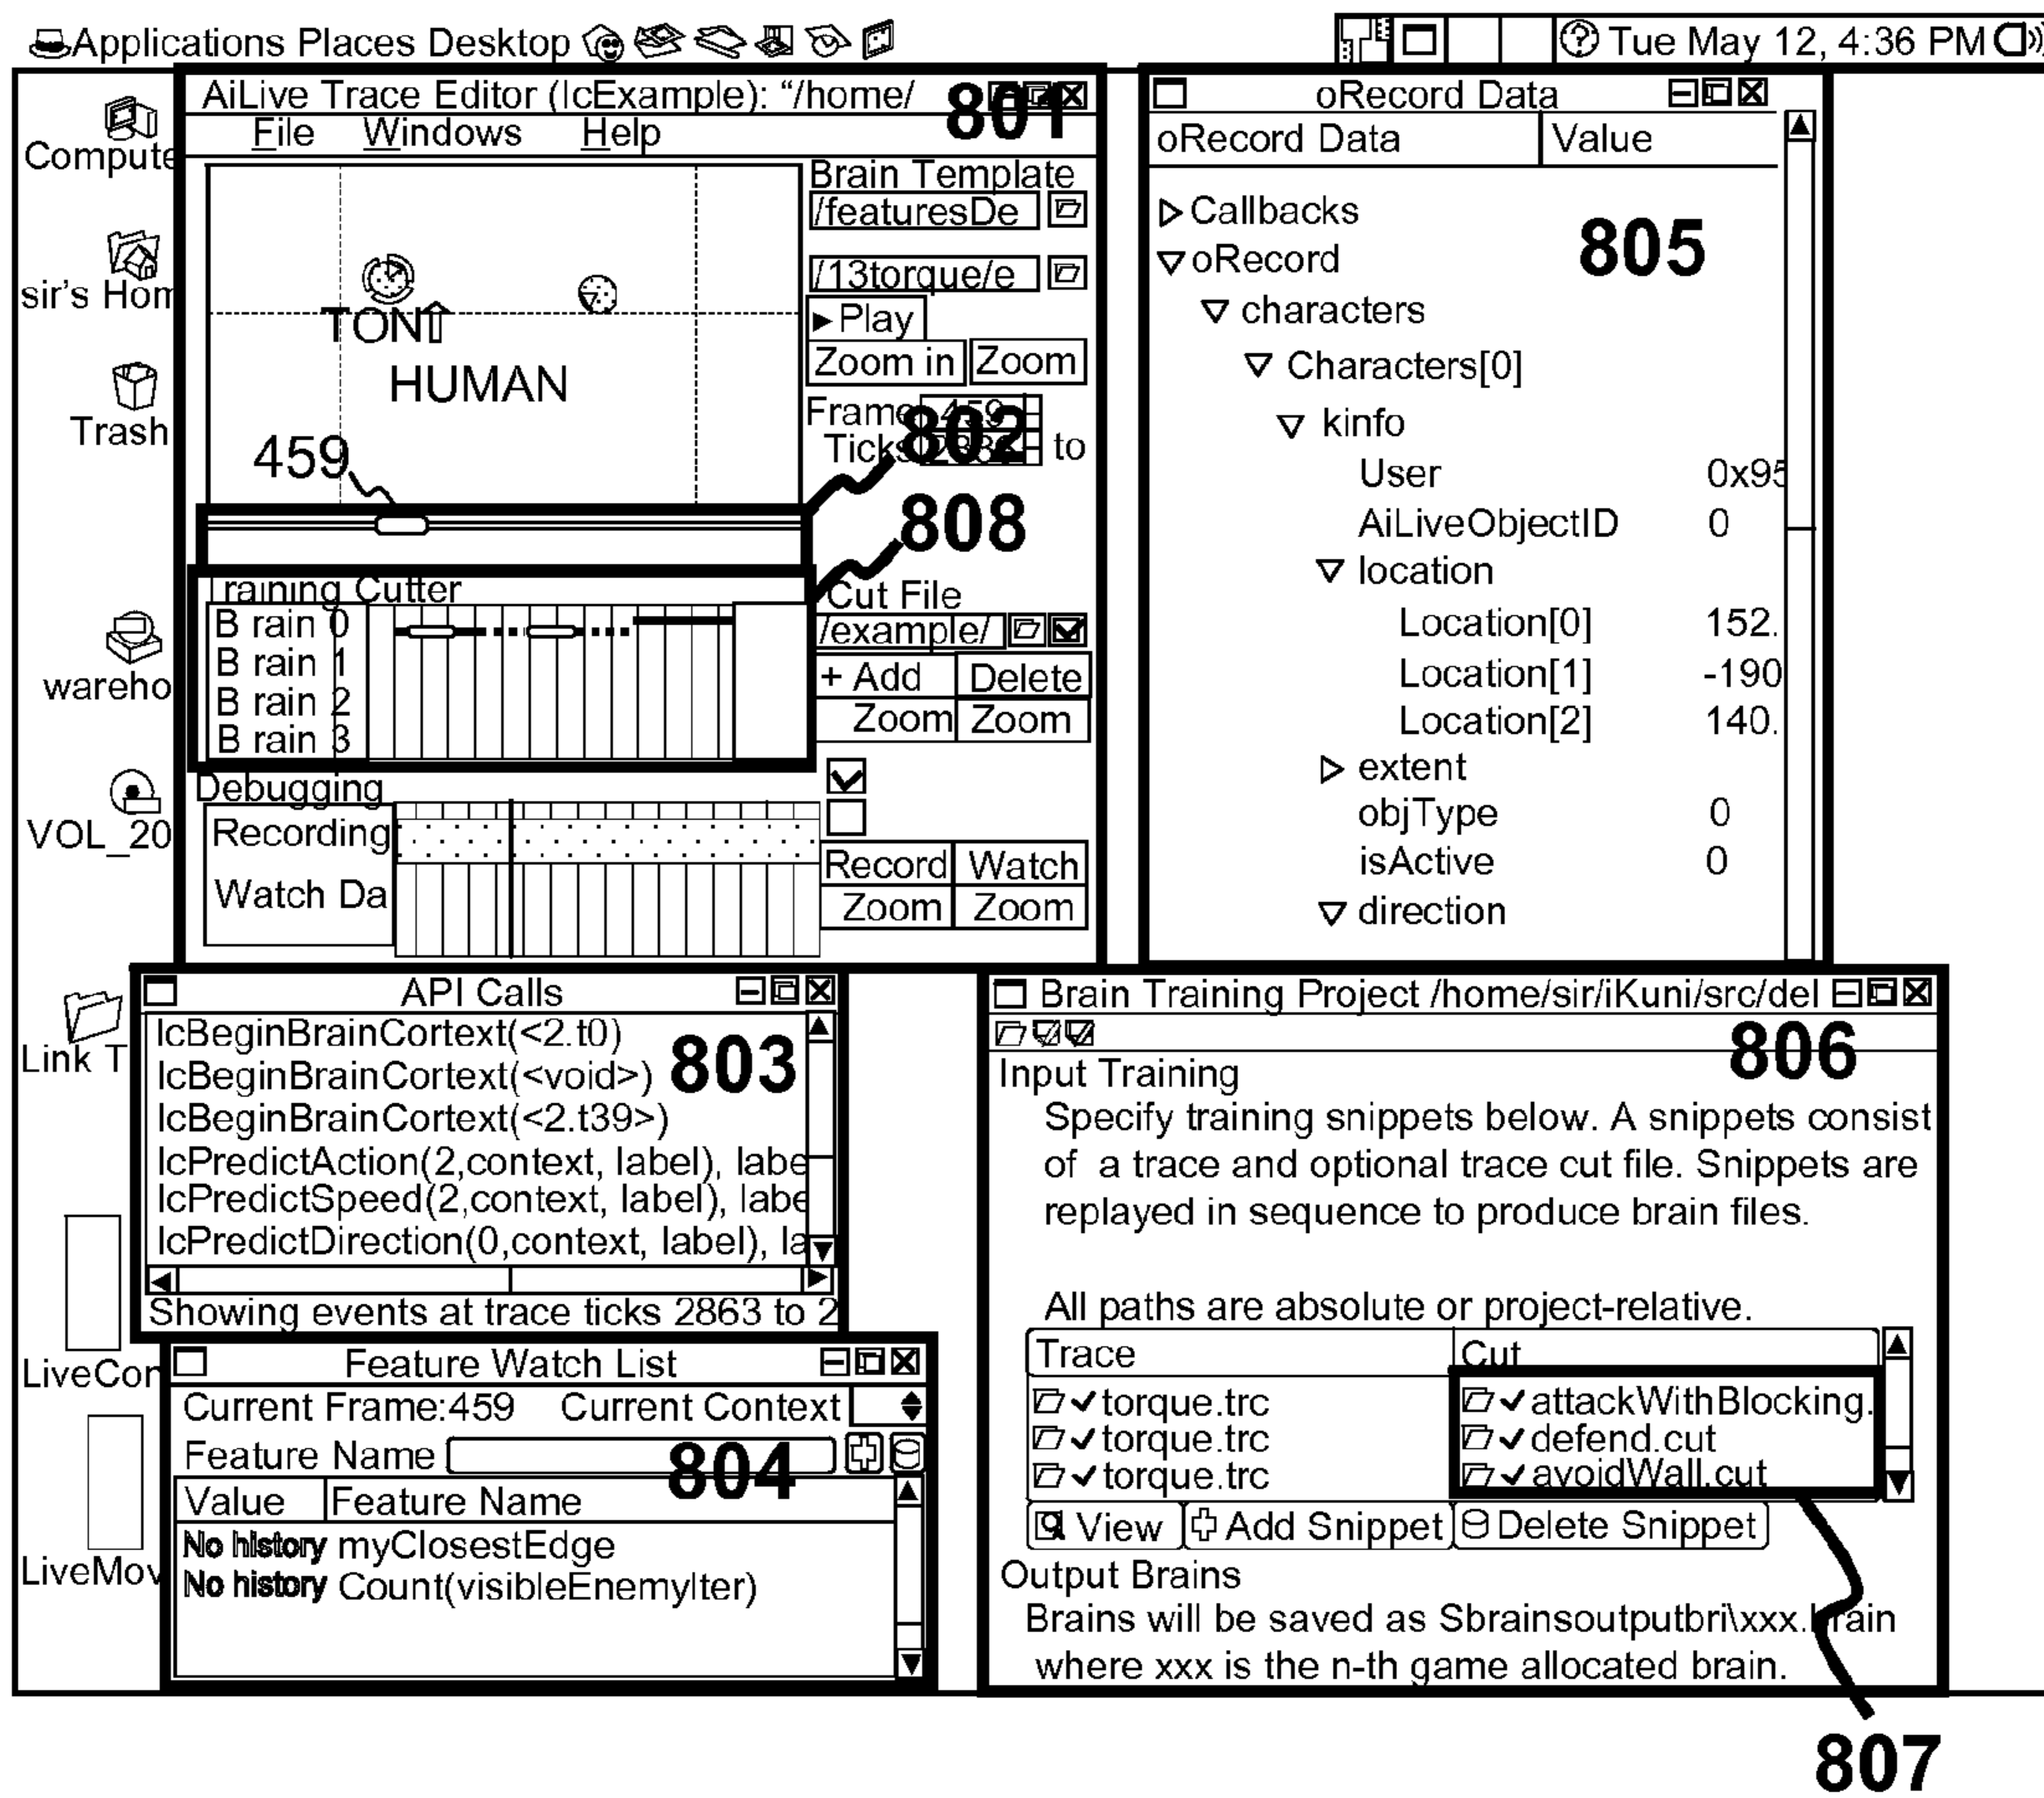 Applications Places Desktop
Tue May 12, 4:36 PM
Compute
sir's Hom
Trash
wareho
VOL_20
Link T
LiveCon
LiveMov
AiLive Trace Editor (IcExample): “/home/
801
File Windows Help
Brain Template
/featuresDe
/13torque/e
Play
Zoom in Zoom
Frame 459
Ticks to
802
TON
HUMAN
459
808
Training Cutter
B rain 0
B rain 1
B rain 2
B rain 3
Cut File
/example/
+ Add Delete
Zoom Zoom
Debugging
Recording
Watch Da
Record Watch
Zoom Zoom
oRecord Data
oRecord Data Value
805
Callbacks
oRecord
characters
Characters[0]
kinfo
User 0x95
AiLiveObjectID 0
location
Location[0] 152.
Location[1] -190
Location[2] 140.
extent
objType 0
isActive 0
direction
API Calls
803
IcBeginBrainCortext(<2.t0)
IcBeginBrainCortext(<void>)
IcBeginBrainCortext(<2.t39>)
IcPredictAction(2,context, label), labe
IcPredictSpeed(2,context, label), labe
IcPredictDirection(0,context, label), la
Showing events at trace ticks 2863 to 2
Feature Watch List
Current Frame:459 Current Context
Feature Name
804
Value Feature Name
No history myClosestEdge
No history Count(visibleEnemyIter)
Brain Training Project /home/sir/iKuni/src/del
806
Input Training
Specify training snippets below. A snippets consist
of a trace and optional trace cut file. Snippets are
replayed in sequence to produce brain files.
All paths are absolute or project-relative.
Trace Cut
torque.trc attackWithBlocking.
torque.trc defend.cut
torque.trc avoidWall.cut
View Add Snippet Delete Snippet
Output Brains
Brains will be saved as Sbrainsoutputbri\xxx.brain
where xxx is the n-th game allocated brain.
807